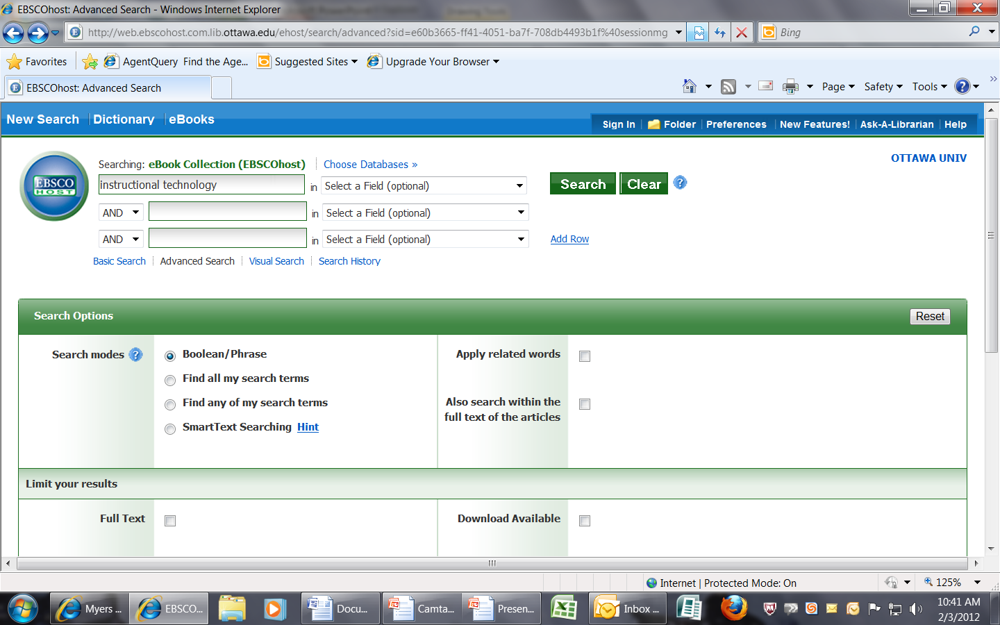 EBSCOhost: Advanced Search - Windows Internet Explorer
http://web.ebscohost.com.lib.ottawa.edu/ehost/search/advanced?sid=e60b3665-ff41-4051-ba7f-708db4493b1f%40sessionmg
Bing
Favorites
AgentQuery Find the Age...
Suggested Sites
Upgrade Your Browser
EBSCOhost: Advanced Search
Page
Safety
Tools
New Search
Dictionary
eBooks
Sign In
Folder
Preferences
New Features!
Ask-A-Librarian
Help
OTTAWA UNIV
EBSCO
HOST
Searching: eBook Collection (EBSCOhost)
Choose Databases »
instructional technology
in
Select a Field (optional)
Search
Clear
AND
in
Select a Field (optional)
AND
in
Select a Field (optional)
Add Row
Basic Search
Advanced Search
Visual Search
Search History
Search Options
Reset
Search modes
Boolean/Phrase
Find all my search terms
Find any of my search terms
SmartText Searching Hint
Apply related words
Also search within the
full text of the articles
Limit your results
Full Text
Download Available
Internet | Protected Mode: On
125%
Myers ...
EBSCO...
Docu...
Camta...
Presen...
Inbox ...
10:41 AM
2/3/2012